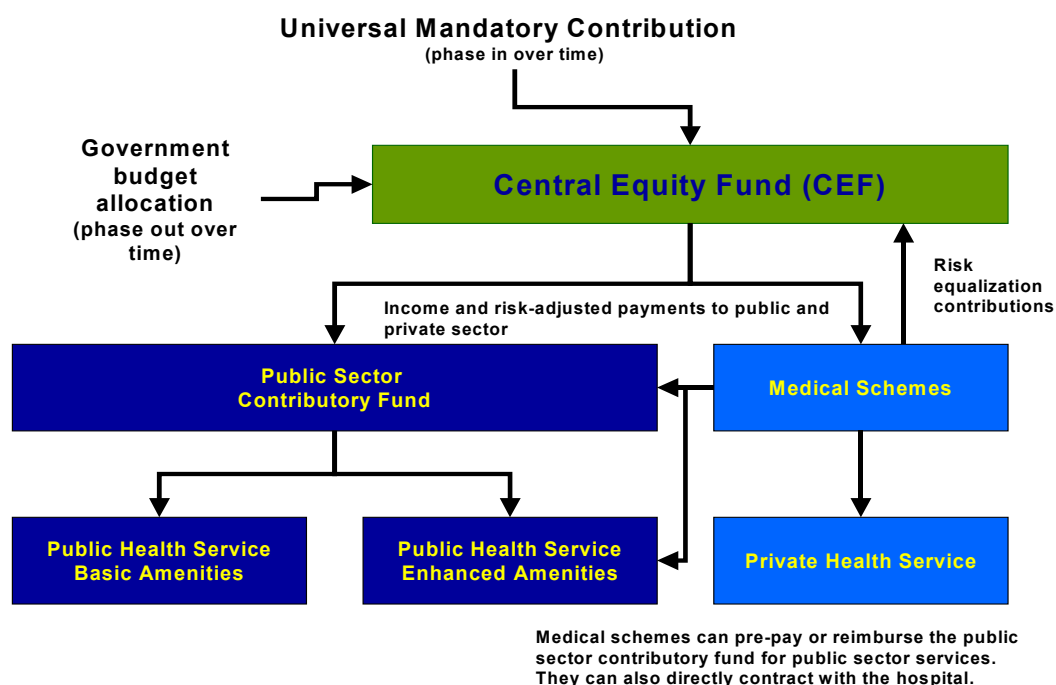 Universal Mandatory Contribution
(phase in over time)
Government
budget
allocation
(phase out over
time)
Central Equity Fund (CEF)
Risk
equalization
contributions
Income and risk-adjusted payments to public and
private sector
Public Sector
Contributory Fund
Medical Schemes
Public Health Service
Basic Amenities
Public Health Service
Enhanced Amenities
Private Health Service
Medical schemes can pre-pay or reimburse the public
sector contributory fund for public sector services.
They can also directly contract with the hospital.